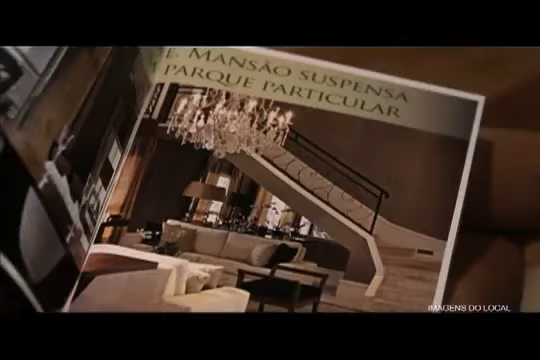 E. MANSÃO SUSPENSA
PARQUE PARTICULAR
IMAGENS DO LOCAL